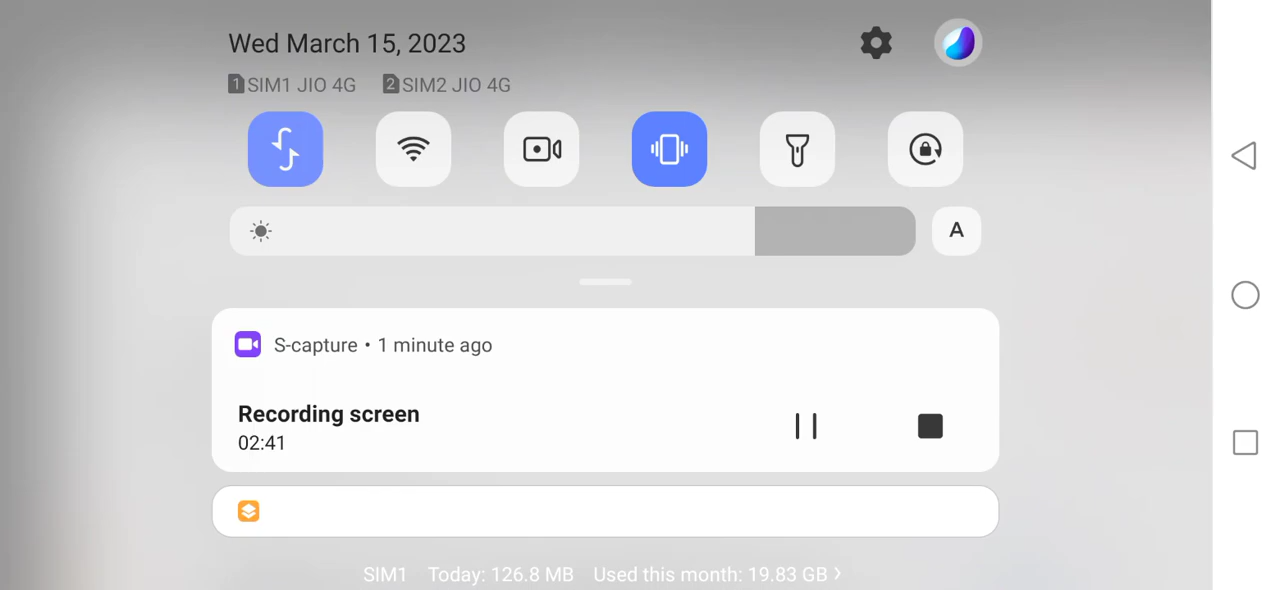 Wed March 15, 2023
1 SIM1 JIO 4G 2 SIM2 JIO 4G
A
S-capture • 1 minute ago
Recording screen
02:41
SIM1 Today: 126.8 MB Used this month: 19.83 GB